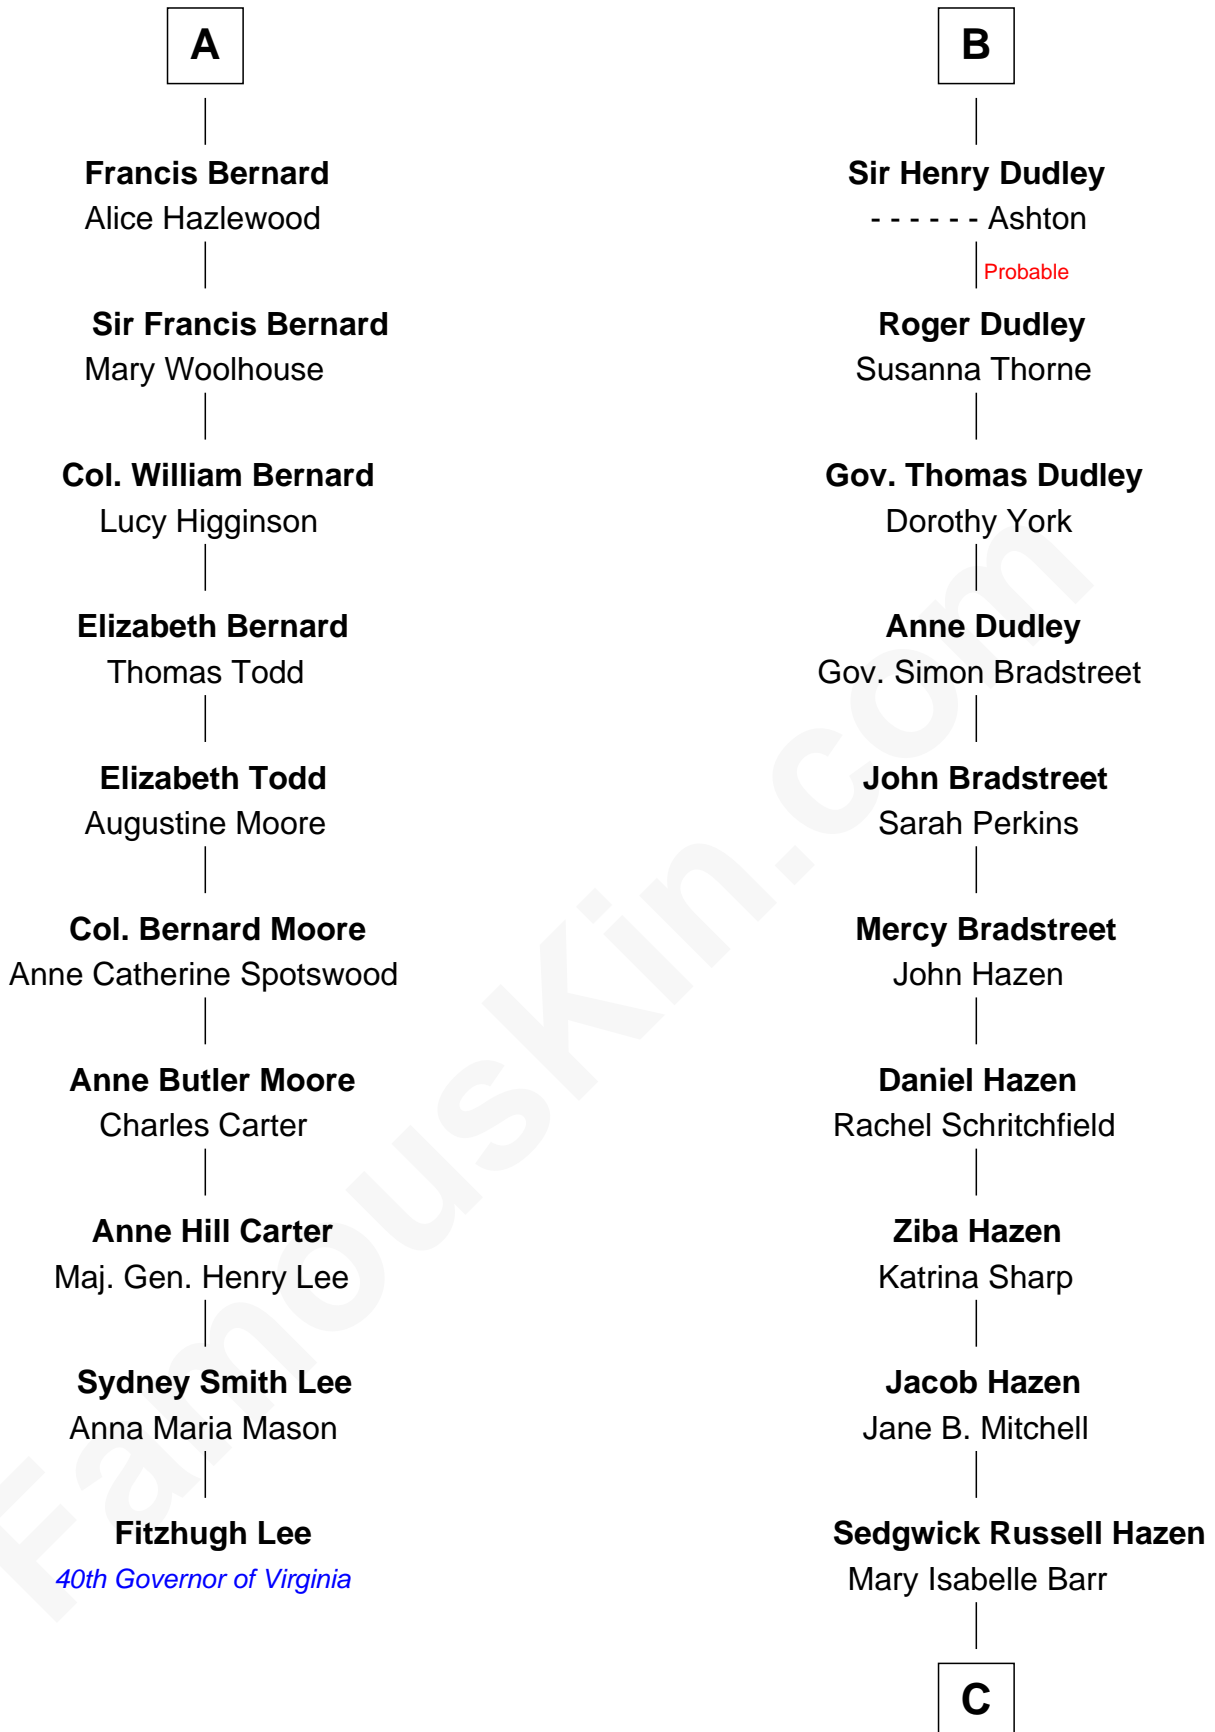 A
Francis Bernard
Alice Hazlewood
Sir Francis Bernard
Mary Woolhouse
Col. William Bernard
Lucy Higginson
Elizabeth Bernard
Thomas Todd
Elizabeth Todd
Augustine Moore
Col. Bernard Moore
Anne Catherine Spotswood
Anne Butler Moore
Charles Carter
Anne Hill Carter
Maj. Gen. Henry Lee
Sydney Smith Lee
Anna Maria Mason
Fitzhugh Lee
40th Governor of Virginia
B
Sir Henry Dudley
- - - - - - Ashton
Probable
Roger Dudley
Susanna Thorne
Gov. Thomas Dudley
Dorothy York
Anne Dudley
Gov. Simon Bradstreet
John Bradstreet
Sarah Perkins
Mercy Bradstreet
John Hazen
Daniel Hazen
Rachel Schritchfield
Ziba Hazen
Katrina Sharp
Jacob Hazen
Jane B. Mitchell
Sedgwick Russell Hazen
Mary Isabelle Barr
C
FamousKin.com